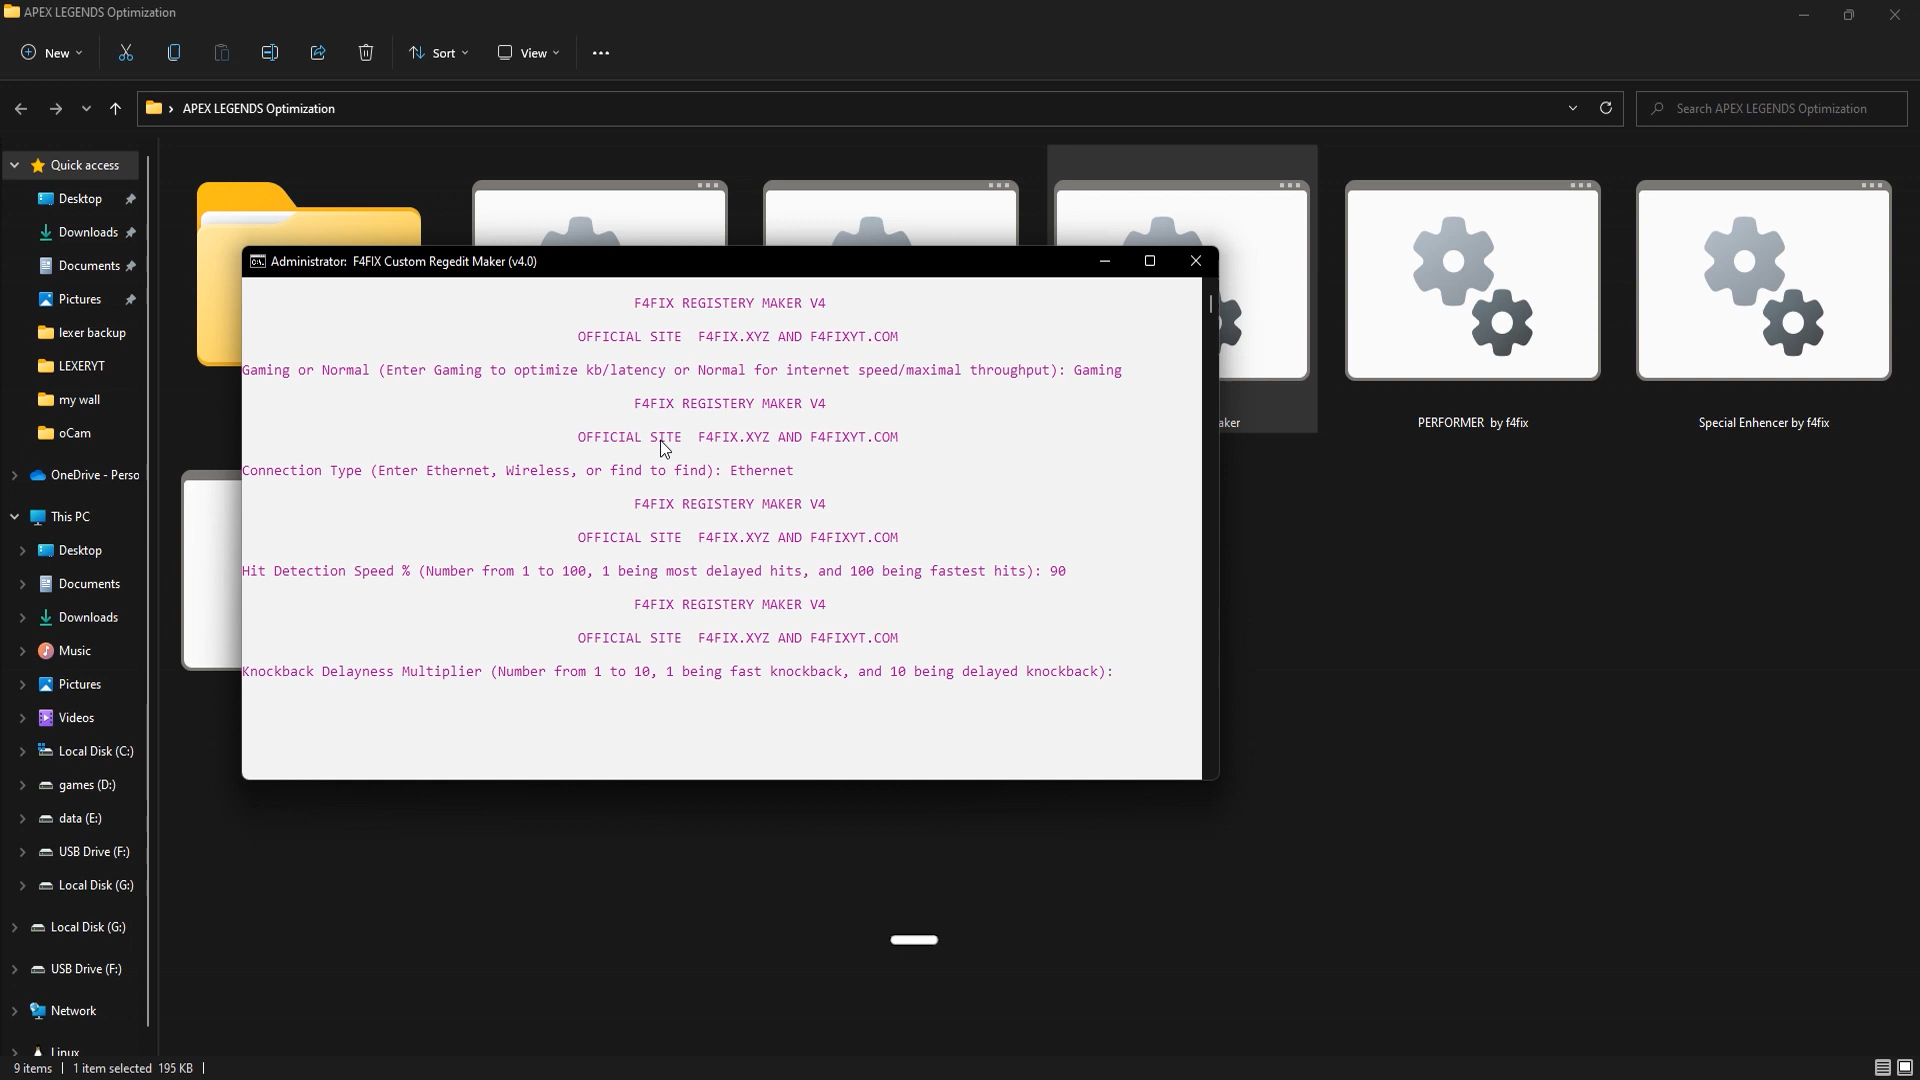 APEX LEGENDS Optimization
New
Sort
View
APEX LEGENDS Optimization
Search APEX LEGENDS Optimization
Quick access
Desktop
Downloads
Documents
Pictures
lexer backup
LEXERYT
my wall
oCam
OneDrive - Perso
This PC
Desktop
Documents
Downloads
Music
Pictures
Videos
Local Disk (C:)
games (D:)
data (E:)
USB Drive (F:)
Local Disk (G:)
Local Disk (G:)
USB Drive (F:)
Network
Linux
Administrator: F4FIX Custom Regedit Maker (v4.0)
F4FIX REGISTERY MAKER V4
OFFICIAL SITE F4FIX.XYZ AND F4FIXYT.COM
Gaming or Normal (Enter Gaming to optimize kb/latency or Normal for internet speed/maximal throughput): Gaming
F4FIX REGISTERY MAKER V4
OFFICIAL SITE F4FIX.XYZ AND F4FIXYT.COM
Connection Type (Enter Ethernet, Wireless, or find to find): Ethernet
F4FIX REGISTERY MAKER V4
OFFICIAL SITE F4FIX.XYZ AND F4FIXYT.COM
Hit Detection Speed % (Number from 1 to 100, 1 being most delayed hits, and 100 being fastest hits): 90
F4FIX REGISTERY MAKER V4
OFFICIAL SITE F4FIX.XYZ AND F4FIXYT.COM
Knockback Delayness Multiplier (Number from 1 to 10, 1 being fast knockback, and 10 being delayed knockback):
aker
PERFORMER by f4fix
Special Enhencer by f4fix
9 items
1 item selected 195 KB